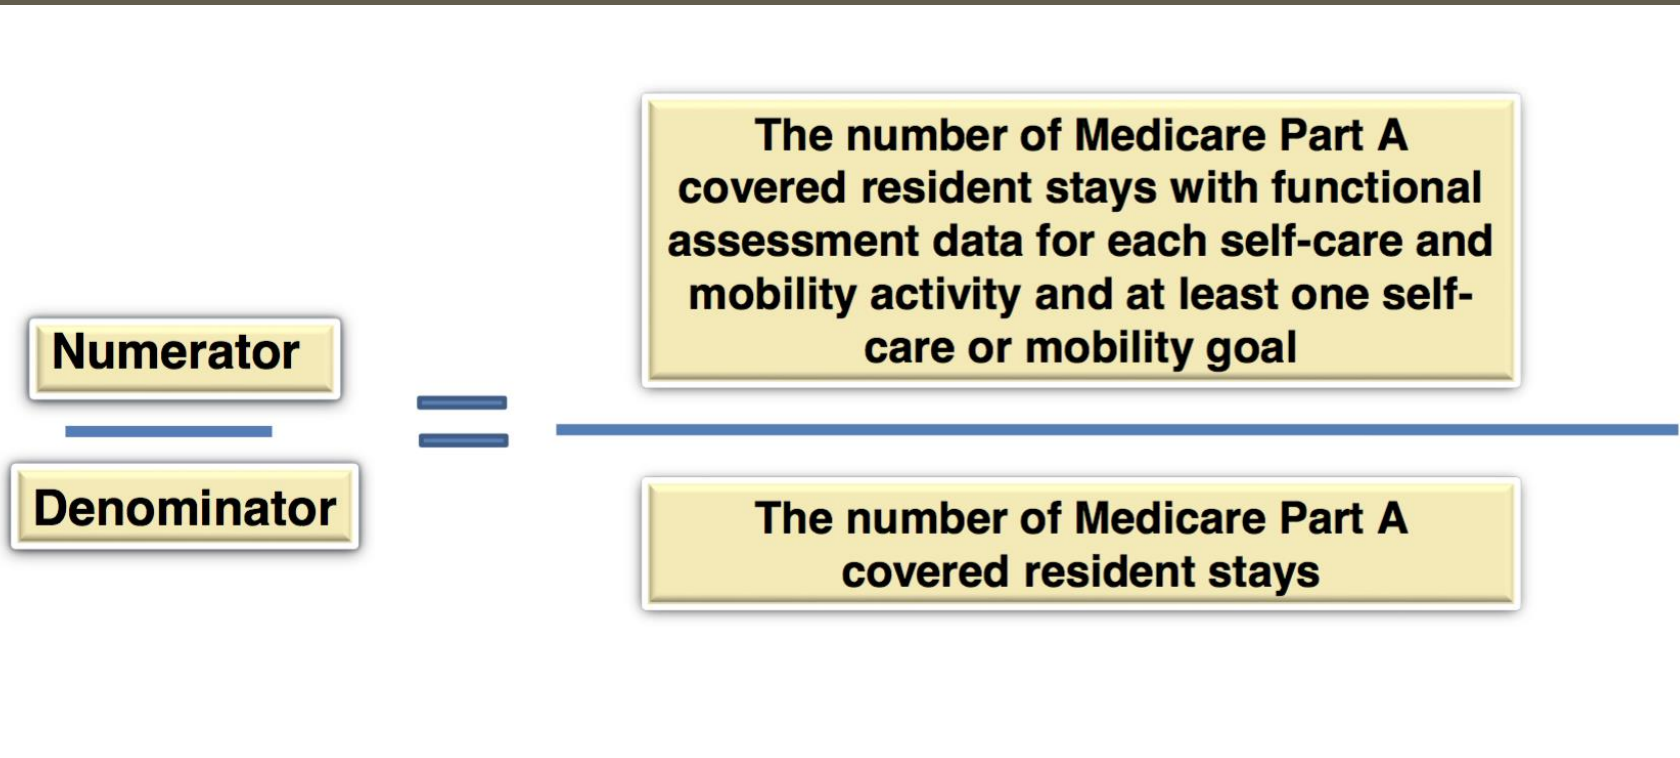 The number of Medicare Part A
covered resident stays with functional
assessment data for each self-care and
mobility activity and at least one self-
care or mobility goal
Numerator
Denominator
The number of Medicare Part A
covered resident stays